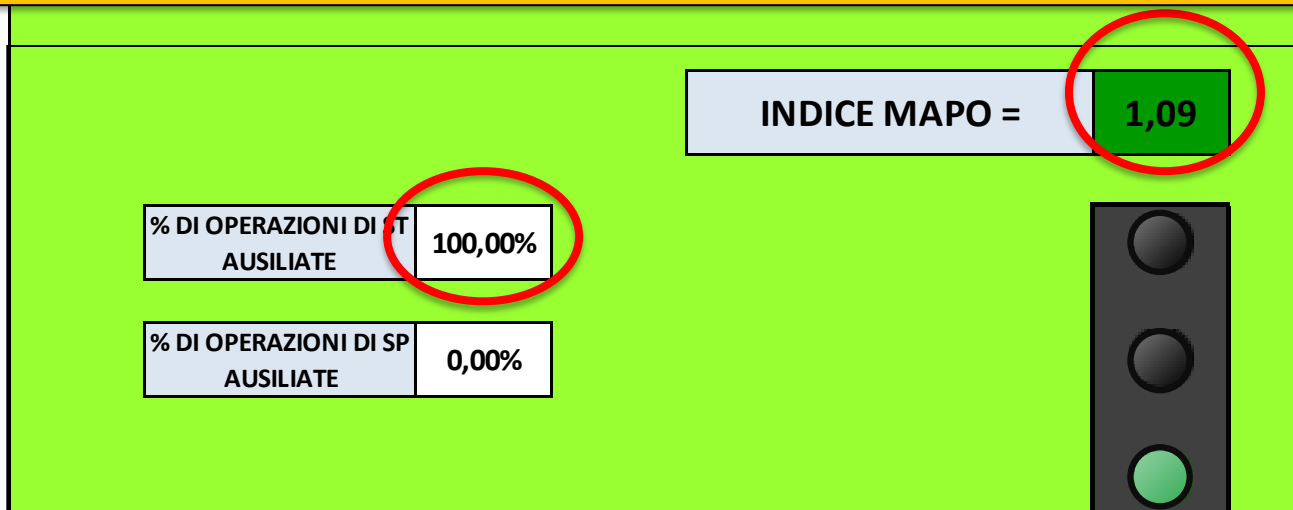 INDICE MAPO = 1,09
% DI OPERAZIONI DI ST
AUSILIATE
100,00%
% DI OPERAZIONI DI SP
AUSILIATE
0,00%